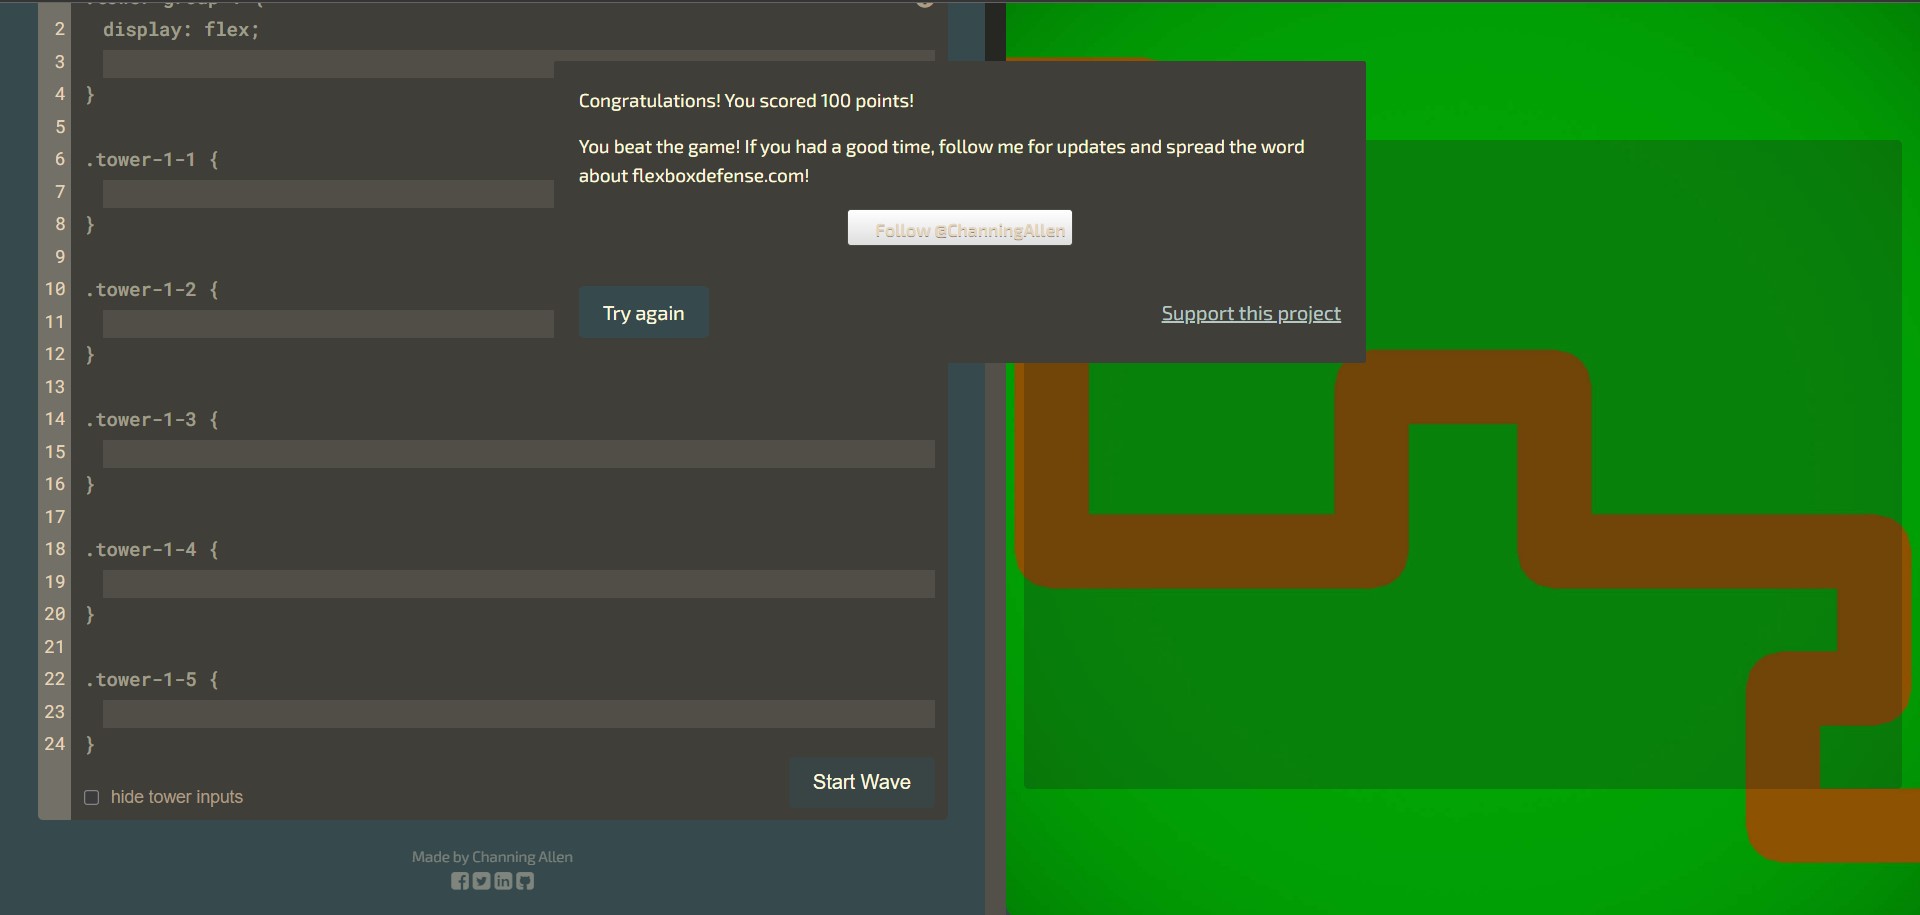 2 display: flex;
3
4 }
5
6 .tower-1-1 {
7
8 }
9
10 .tower-1-2 {
11
12 }
13
14 .tower-1-3 {
15
16 }
17
18 .tower-1-4 {
19
20 }
21
22 .tower-1-5 {
23
24 }
hide tower inputs
Start Wave
Made by Channing Allen
Congratulations! You scored 100 points!
You beat the game! If you had a good time, follow me for updates and spread the word
about flexboxdefense.com!
Follow @ChanningAllen
Try again
Support this project